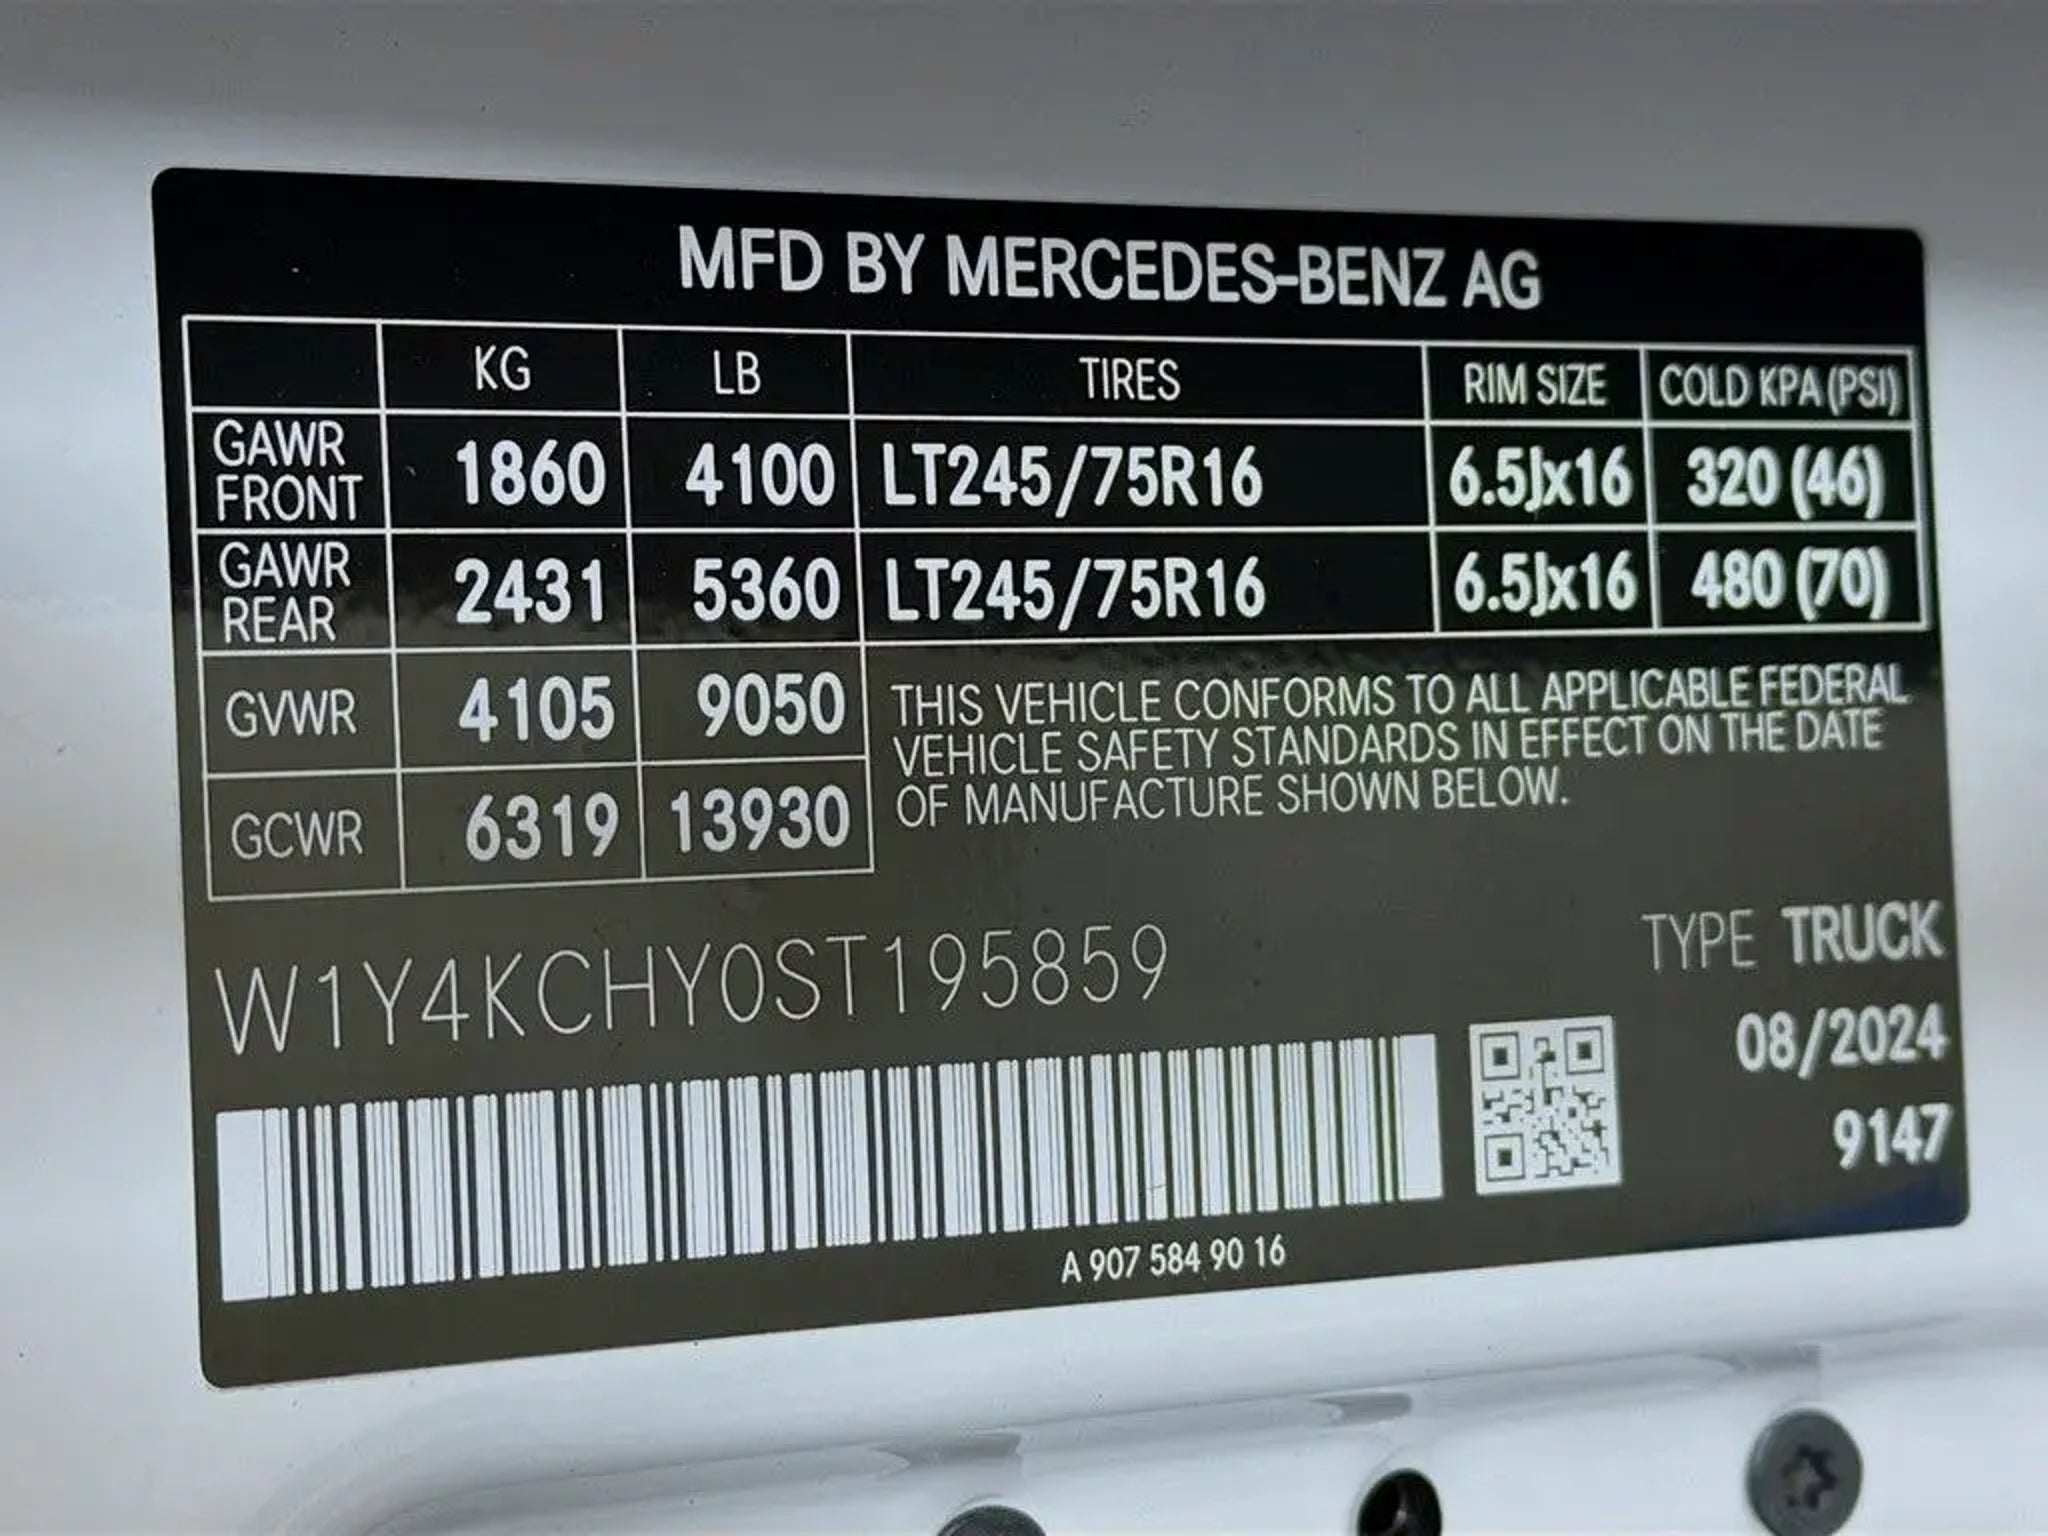 MFD BY MERCEDES-BENZ AG
KG LB TIRES RIM SIZE COLD KPA (PSI)
GAWR FRONT 1860 4100 LT245/75R16 6.5Jx16 320 (46)
GAWR REAR 2431 5360 LT245/75R16 6.5Jx16 480 (70)
GVWR 4105 9050
GCWR 6319 13930
THIS VEHICLE CONFORMS TO ALL APPLICABLE FEDERAL
VEHICLE SAFETY STANDARDS IN EFFECT ON THE DATE
OF MANUFACTURE SHOWN BELOW.
W1Y4KCHY0ST195859
TYPE TRUCK
08/2024
9147
A 907 584 90 16